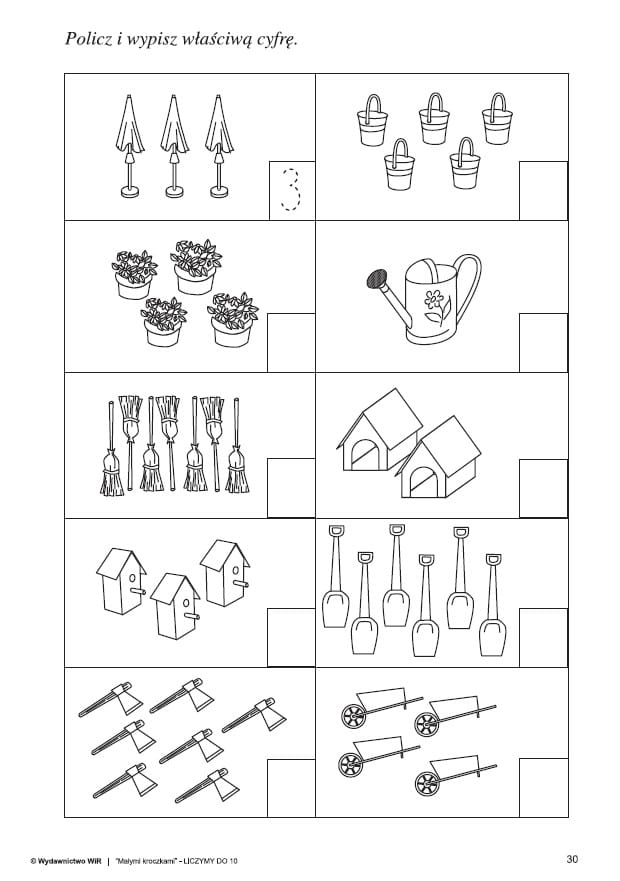 Policz i wypisz właściwą cyfrę.
3
© Wydawnictwo WiR | "Małymi kroczkami" – LICZYMY DO 10
30